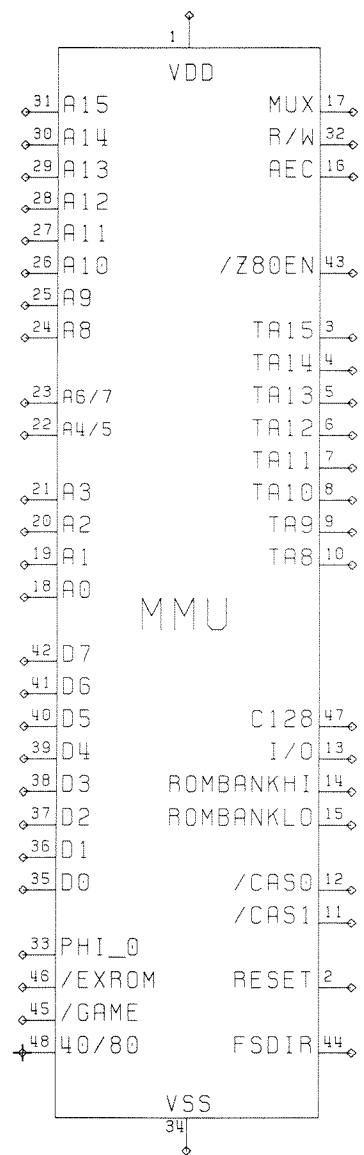 1
VDD
31 A15 MUX 17
30 A14 R/W 32
29 A13 AEC 16
28 A12
27 A11
26 A10 /Z80EN 43
25 A9
24 A8 TA15 3
TA14 4
23 A6/7 TA13 5
22 A4/5 TA12 6
TA11 7
21 A3 TA10 8
20 A2 TA9 9
19 A1 TA8 10
18 A0
MMU
42 D7
41 D6
40 D5 C128 47
39 D4 I/O 13
38 D3 ROMBANKHI 14
37 D2 ROMBANKLO 15
36 D1
35 D0 /CAS0 12
/CAS1 11
33 PHI_0
46 /EXROM RESET 2
45 /GAME
48 40/80 FSDIR 44
VSS
34